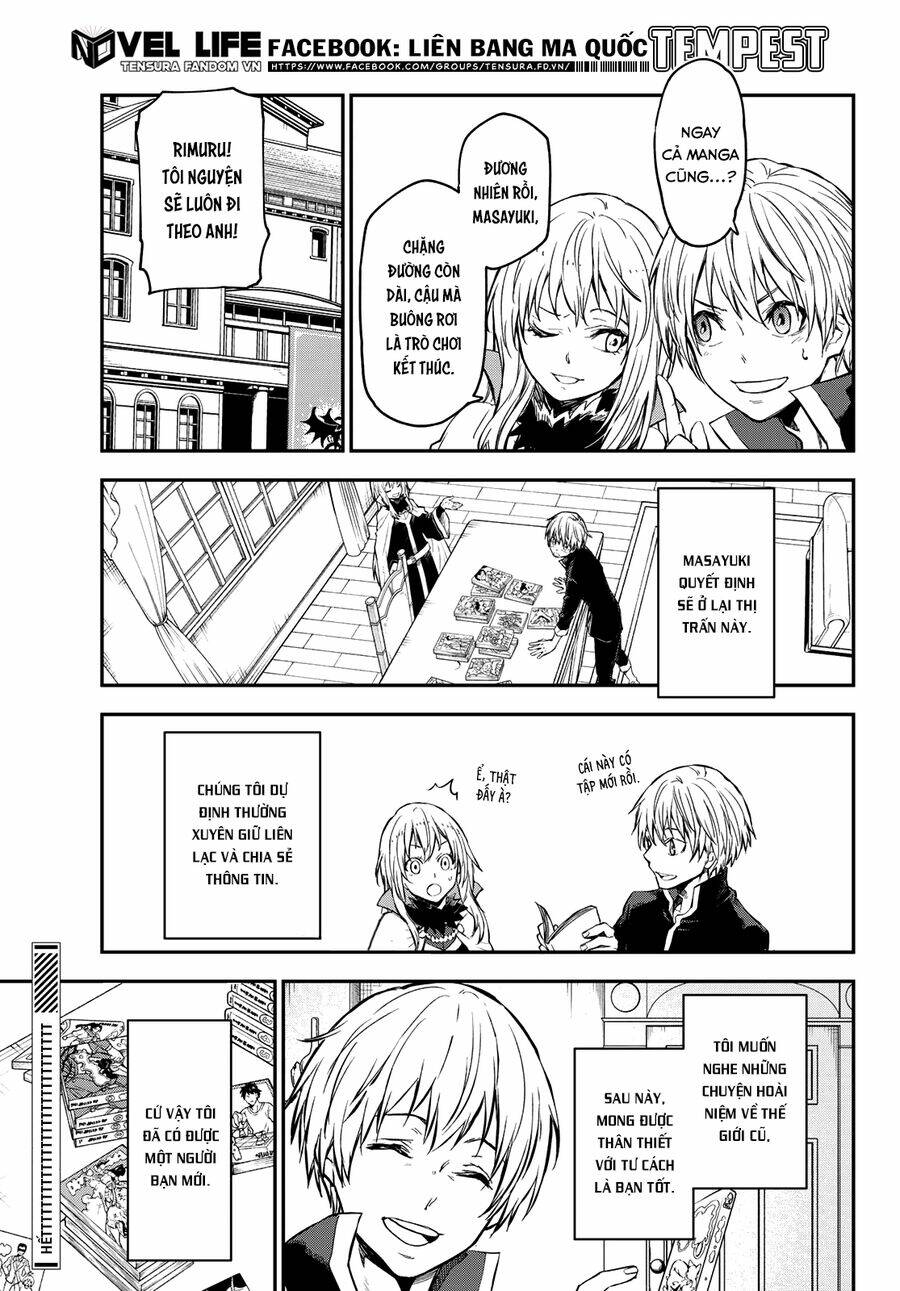 NOVEL LIFE
TENSURA FANDOM VN
FACEBOOK: LIÊN BANG MA QUỐC
HTTPS://WWW.FACEBOOK.COM/GROUPS/TENSURA.FD.VN/
TEMPEST
NGAY
CẢ MANGA
CŨNG...?
ĐƯƠNG
NHIÊN RỒI,
MASAYUKI,
CHẶNG
ĐƯỜNG CÒN
DÀI, CẬU MÀ
BUÔNG RƠI
LÀ TRÒ CHƠI
KẾT THÚC.
RIMURU!
TÔI NGUYỆN
SẼ LUÔN ĐI
THEO ANH!
MASAYUKI
QUYẾT ĐỊNH
SẼ Ở LẠI THỊ
TRẤN NÀY.
CÁI NÀY CÓ
TẬP MỚI RỒI.
Ể, THẬT
ĐẤY À?
CHÚNG TÔI DỰ
ĐỊNH THƯỜNG
XUYÊN GIỮ LIÊN
LẠC VÀ CHIA SẺ
THÔNG TIN.
TÔI MUỐN
NGHE NHỮNG
CHUYỆN HOÀI
NIỆM VỀ THẾ
GIỚI CŨ.
SAU NÀY,
MONG ĐƯỢC
THÂN THIẾT
VỚI TƯ CÁCH
LÀ BẠN TỐT.
CỨ VẬY TÔI
ĐÃ CÓ ĐƯỢC
MỘT NGƯỜI
BẠN MỚI.